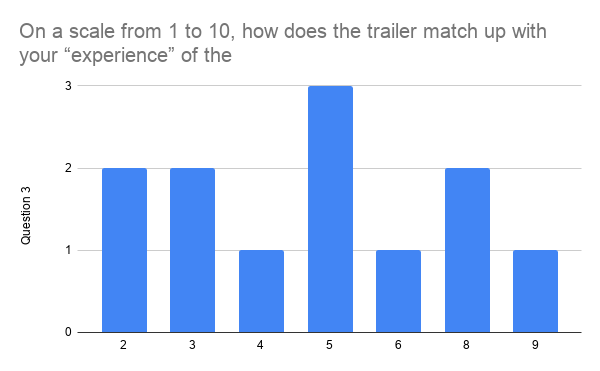 On a scale from 1 to 10, how does the trailer match up with
your “experience” of the
3
2
1
0
Question 3
2 3 4 5 6 8 9